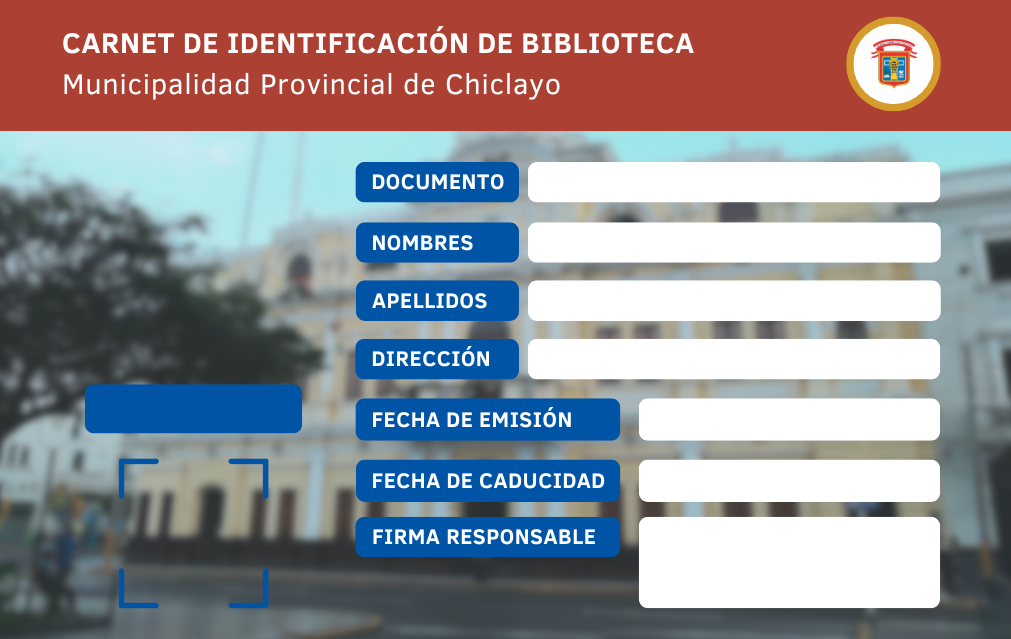 CARNET DE IDENTIFICACIÓN DE BIBLIOTECA
Municipalidad Provincial de Chiclayo
DOCUMENTO
NOMBRES
APELLIDOS
DIRECCIÓN
FECHA DE EMISIÓN
FECHA DE CADUCIDAD
FIRMA RESPONSABLE